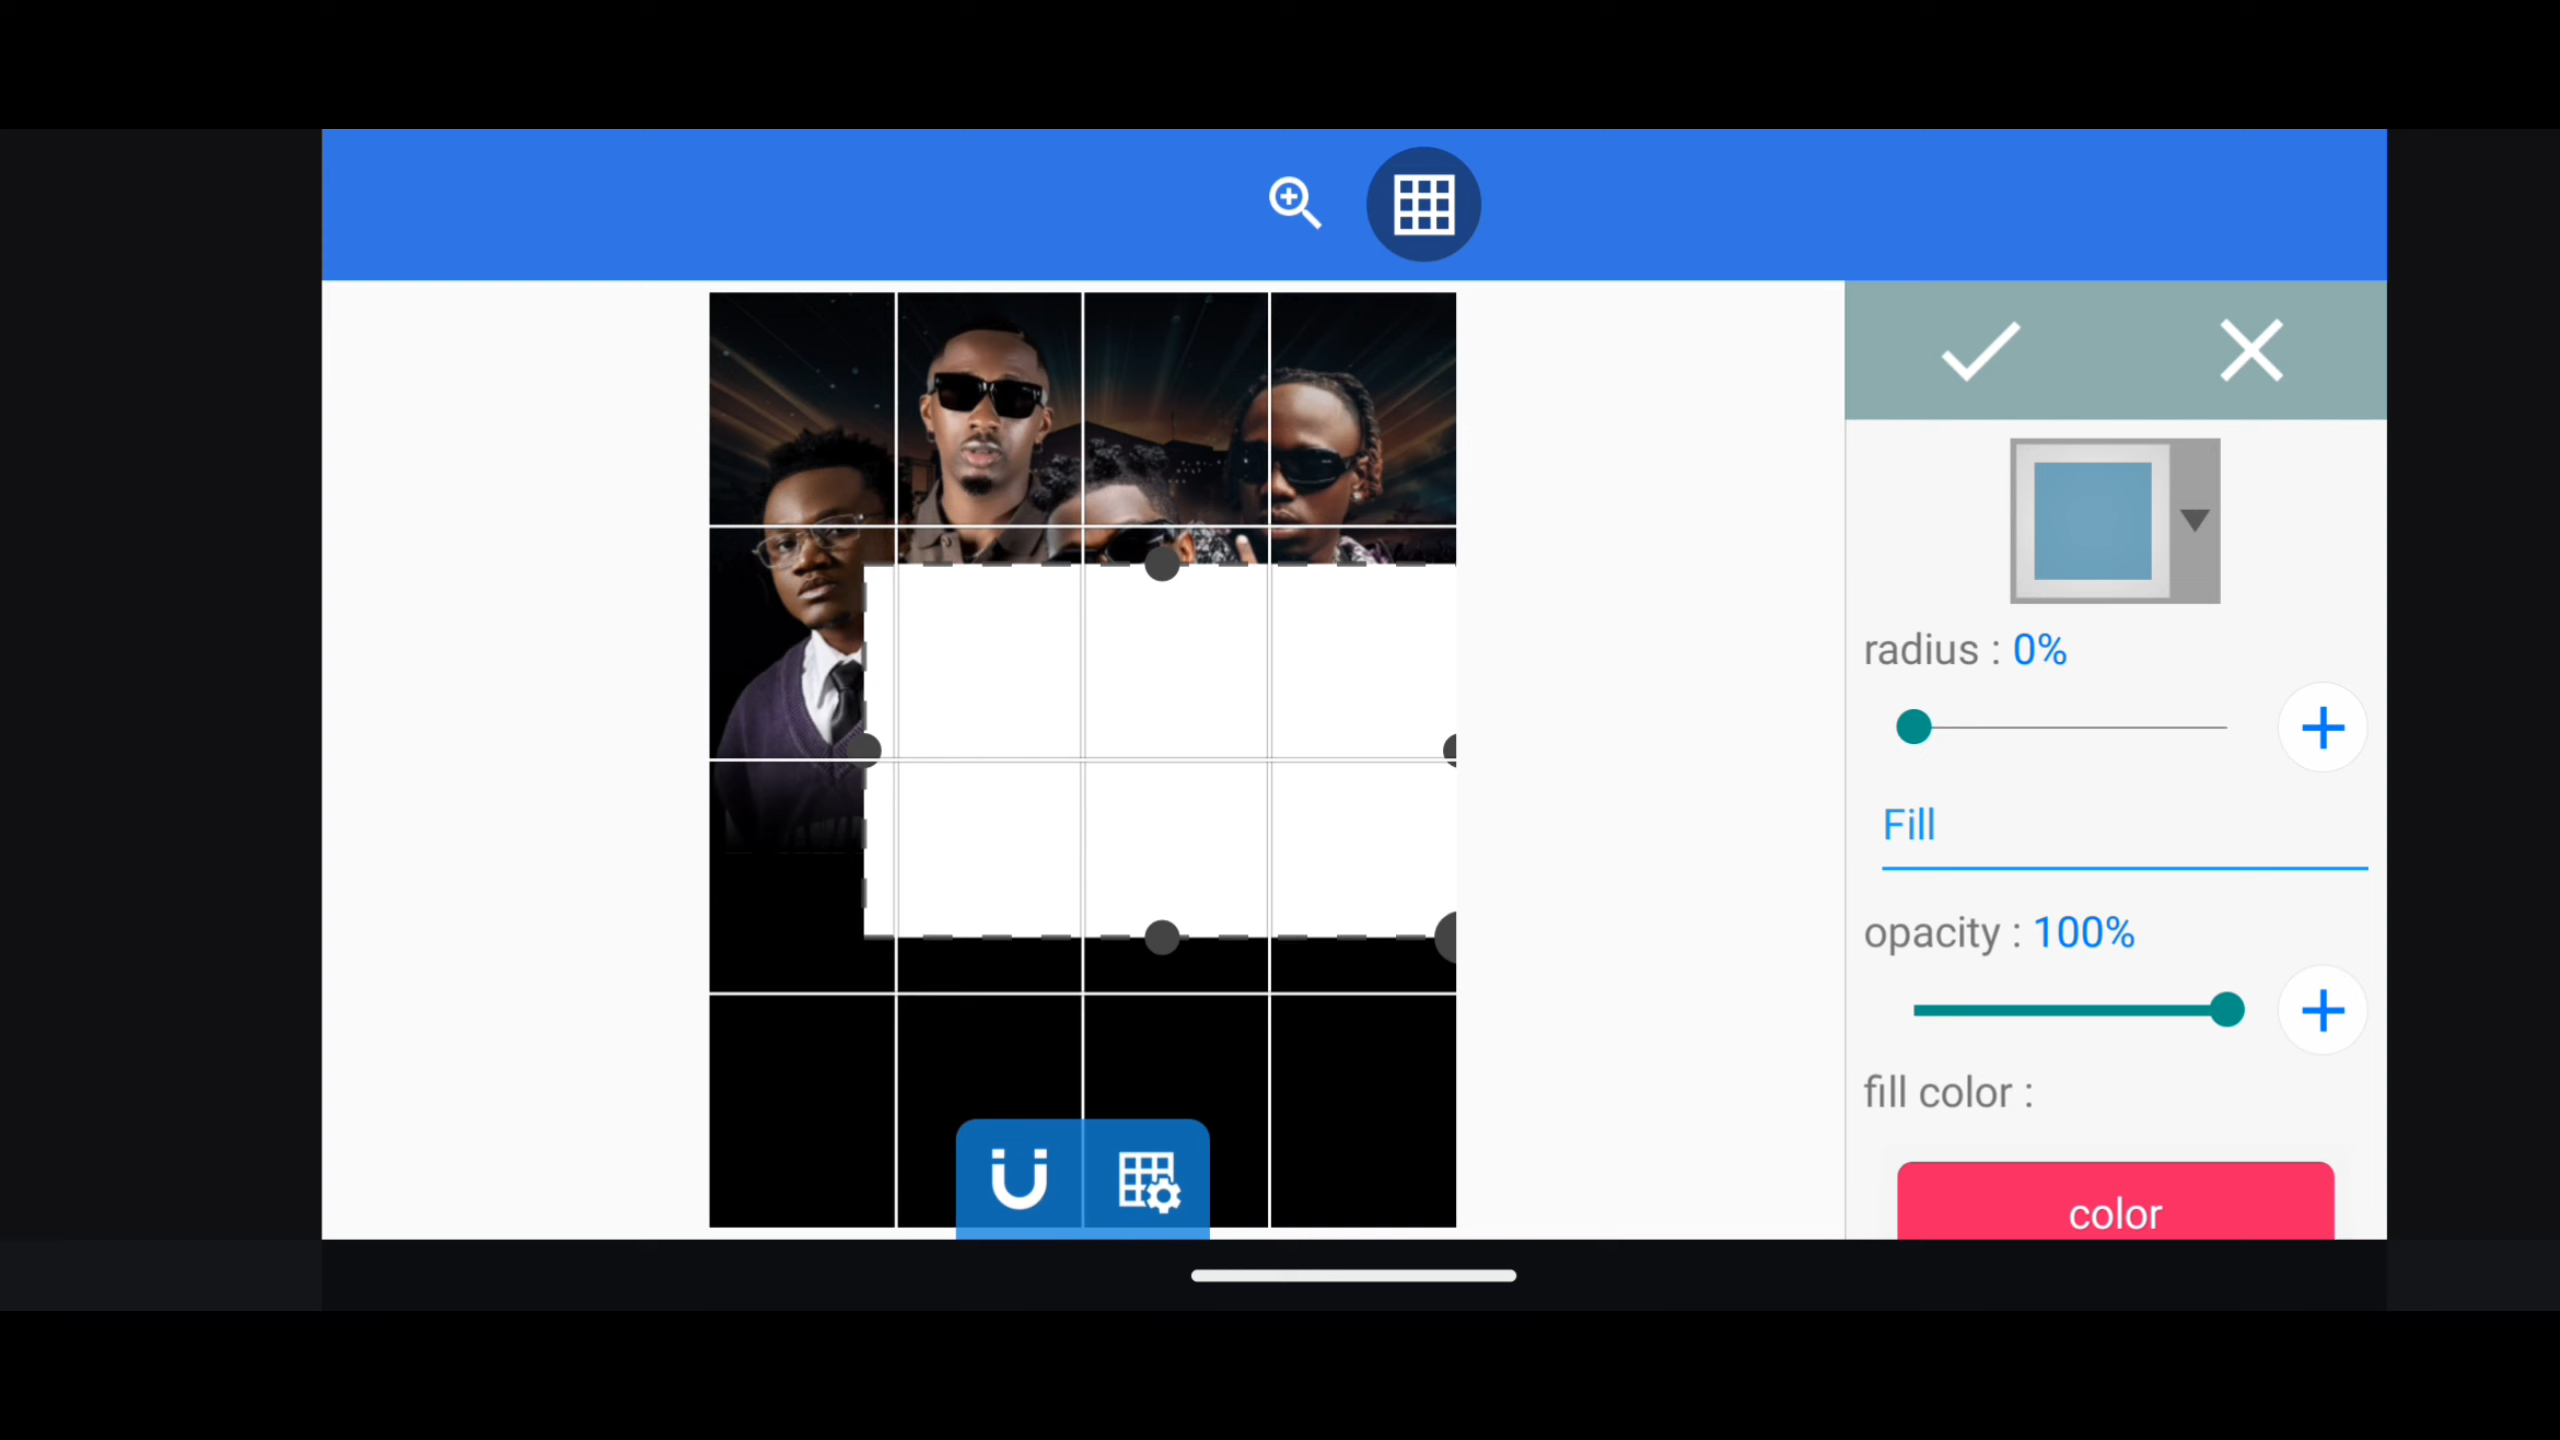 radius : 0%
Fill
opacity : 100%
fill color :
color